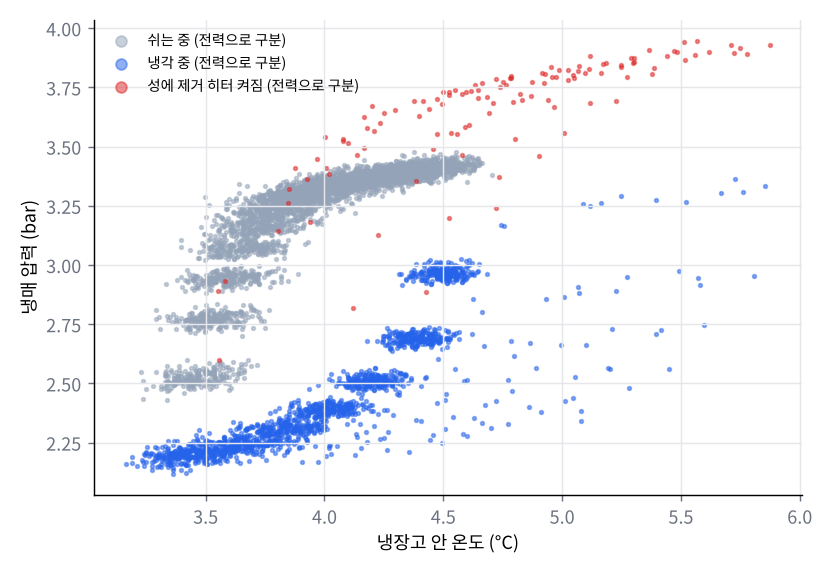 쉬는 중 (전력으로 구분)
냉각 중 (전력으로 구분)
성에 제거 히터 켜짐 (전력으로 구분)
4.00
3.75
3.50
3.25
3.00
2.75
2.50
2.25
냉매 압력 (bar)
3.5 4.0 4.5 5.0 5.5 6.0
냉장고 안 온도 (°C)